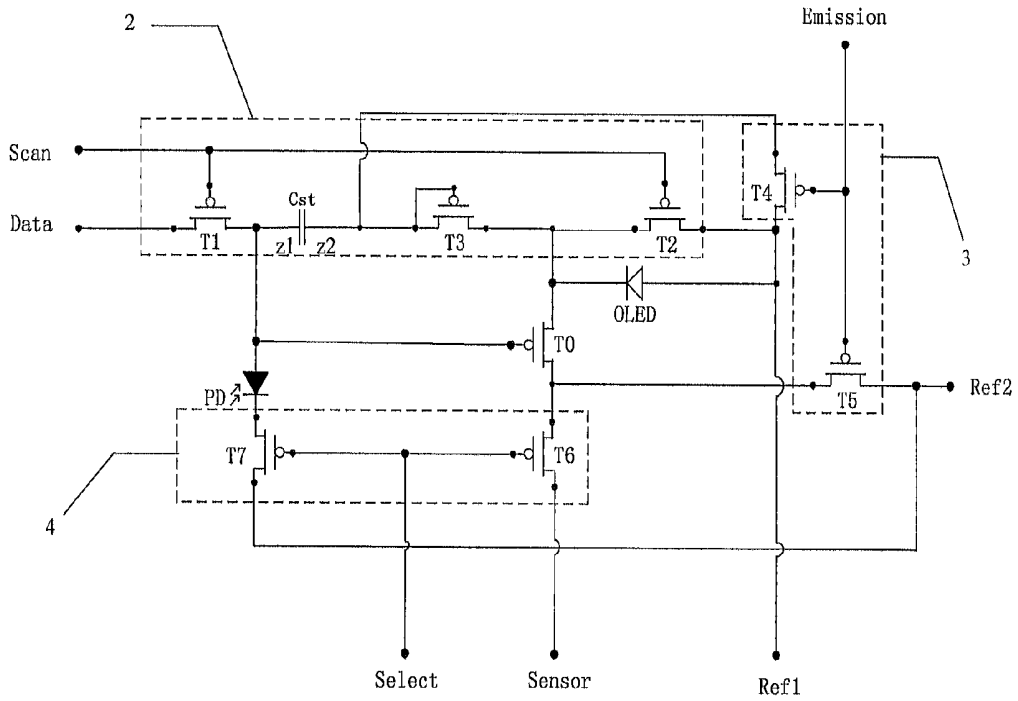 Emission
2
Scan
Cst
T4
Data
T1
z1
z2
T3
T2
3
OLED
T0
PD
T5
Ref2
T7
T6
4
Select
Sensor
Ref1